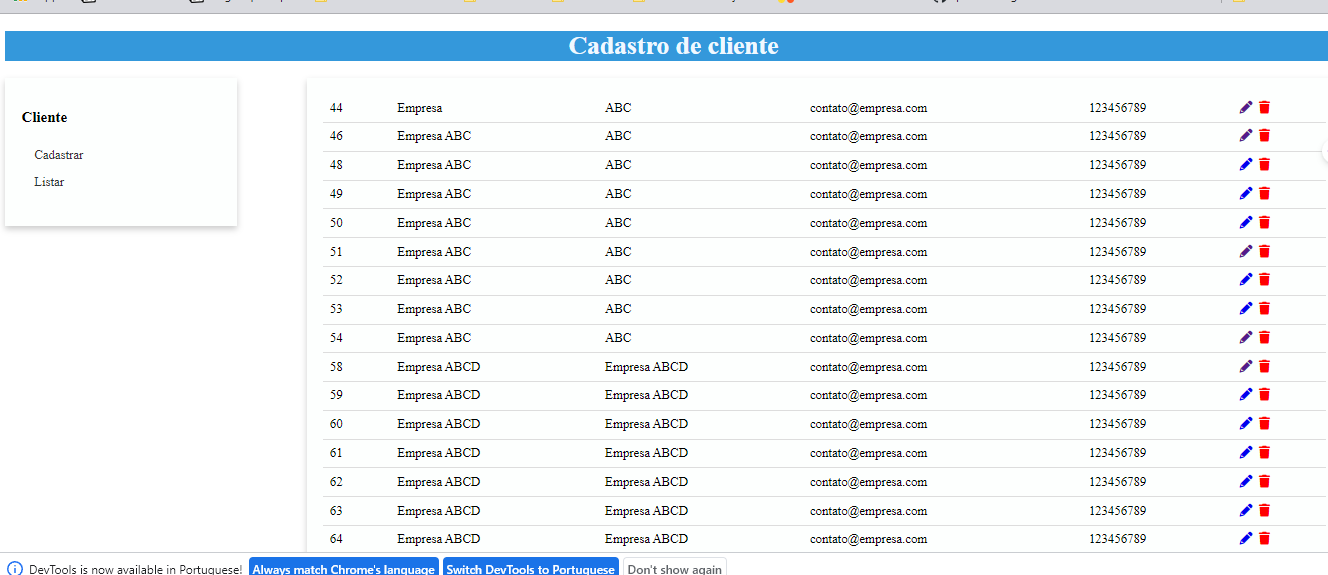 Cadastro de cliente
Cliente
Cadastrar
Listar
44 Empresa ABC contato@empresa.com 123456789
46 Empresa ABC ABC contato@empresa.com 123456789
48 Empresa ABC ABC contato@empresa.com 123456789
49 Empresa ABC ABC contato@empresa.com 123456789
50 Empresa ABC ABC contato@empresa.com 123456789
51 Empresa ABC ABC contato@empresa.com 123456789
52 Empresa ABC ABC contato@empresa.com 123456789
53 Empresa ABC ABC contato@empresa.com 123456789
54 Empresa ABC ABC contato@empresa.com 123456789
58 Empresa ABCD Empresa ABCD contato@empresa.com 123456789
59 Empresa ABCD Empresa ABCD contato@empresa.com 123456789
60 Empresa ABCD Empresa ABCD contato@empresa.com 123456789
61 Empresa ABCD Empresa ABCD contato@empresa.com 123456789
62 Empresa ABCD Empresa ABCD contato@empresa.com 123456789
63 Empresa ABCD Empresa ABCD contato@empresa.com 123456789
64 Empresa ABCD Empresa ABCD contato@empresa.com 123456789
DevTools is now available in Portuguese! Always match Chrome's language Switch DevTools to Portuguese Don't show again